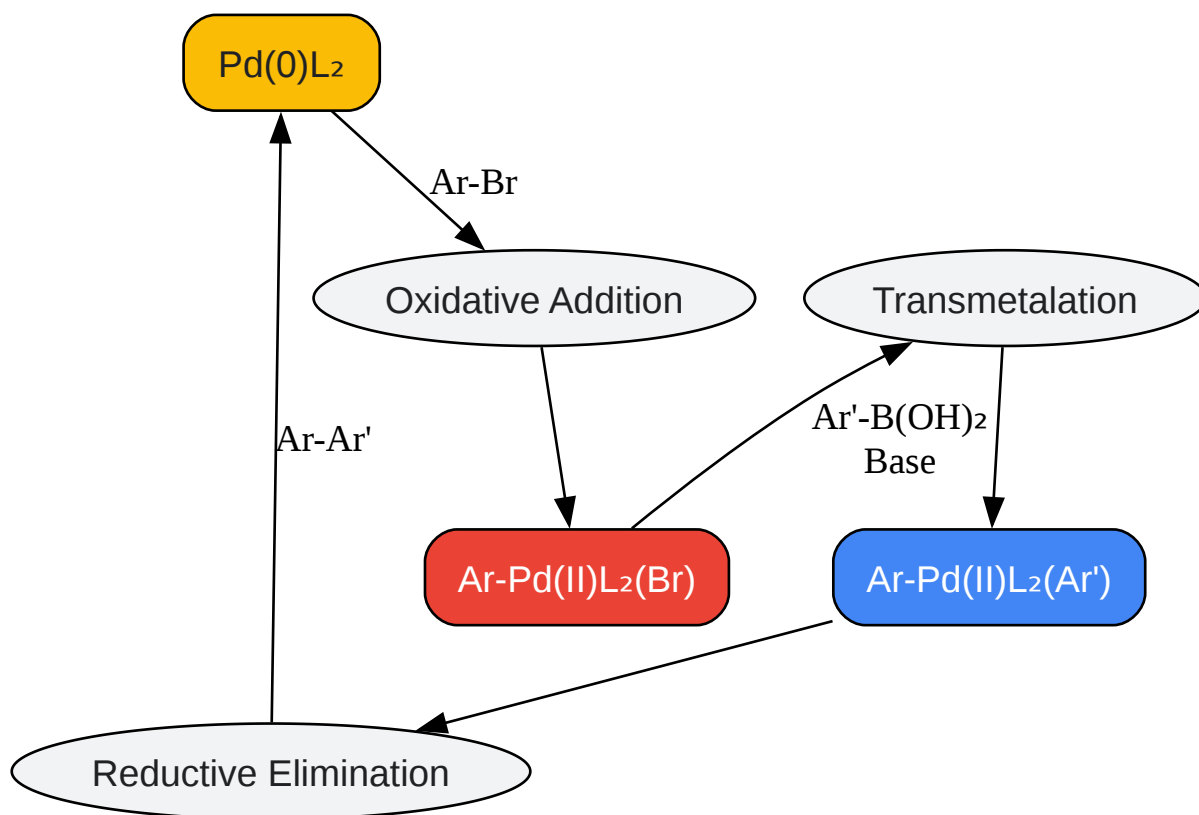 Pd(0)L₂
Ar-Br
Oxidative Addition
Transmetalation
Ar'-B(OH)₂
Base
Ar-Ar'
Ar-Pd(II)L₂(Br)
Ar-Pd(II)L₂(Ar')
Reductive Elimination